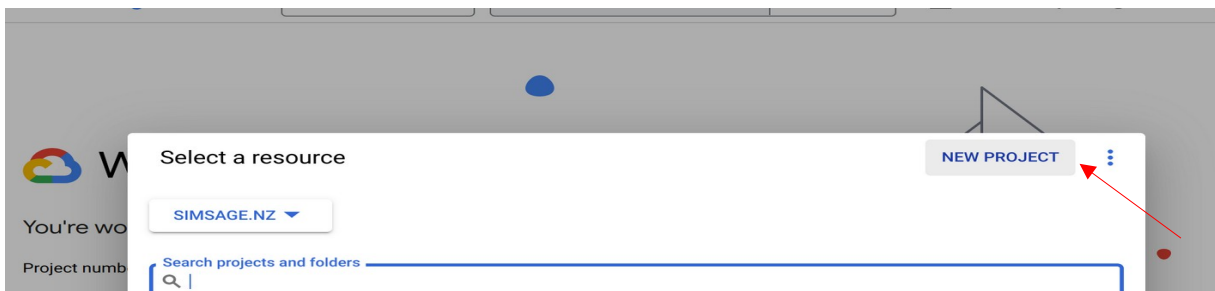 Select a resource
NEW PROJECT
W
SIMSAGE.NZ
You're wo
Search projects and folders
Project numb